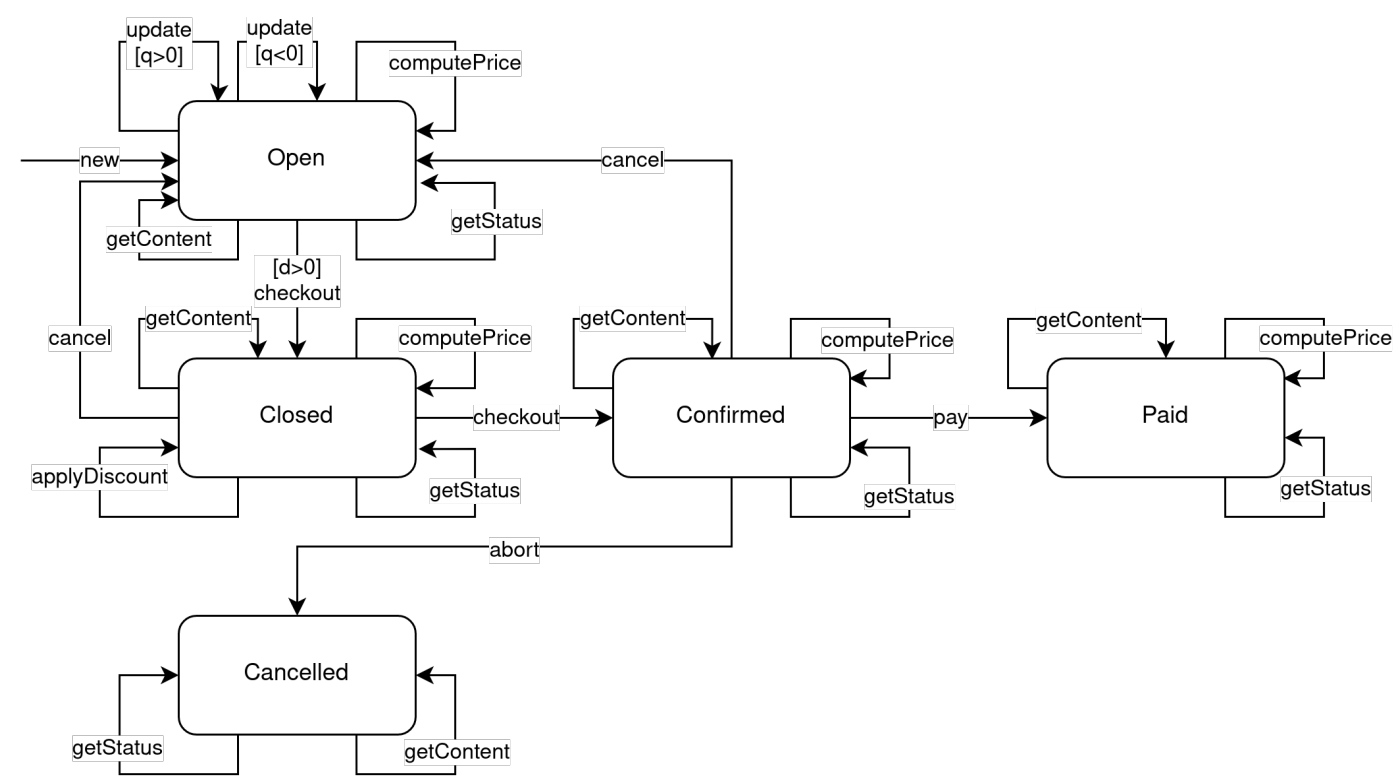 update
[q>0]
update
[q<0]
computePrice
new
Open
cancel
getStatus
getContent
[d>0]
checkout
cancel
getContent
computePrice
getContent
computePrice
getContent
computePrice
Closed
checkout
Confirmed
pay
Paid
applyDiscount
getStatus
getStatus
getStatus
abort
Cancelled
getStatus
getContent